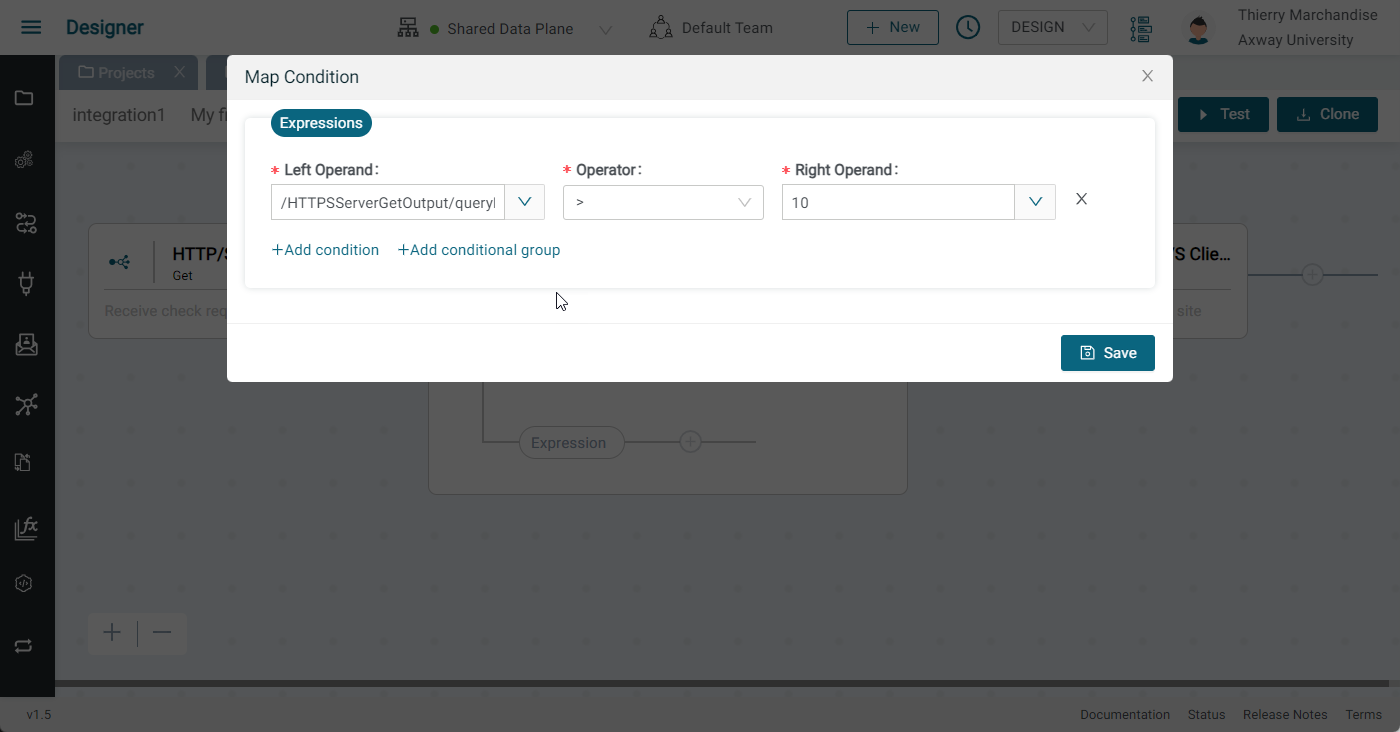 Designer
Shared Data Plane
Default Team
+ New
DESIGN
Thierry Marchandise
Axway University
Projects
Map Condition
integration1 My fi
Test
Clone
Expressions
* Left Operand:
* Operator:
* Right Operand:
/HTTPSServerGetOutput/query
>
10
+Add condition +Add conditional group
HTTP/S
Get
Receive check req
/S Clie...
site
Save
Expression
v1.5
Documentation Status Release Notes Terms